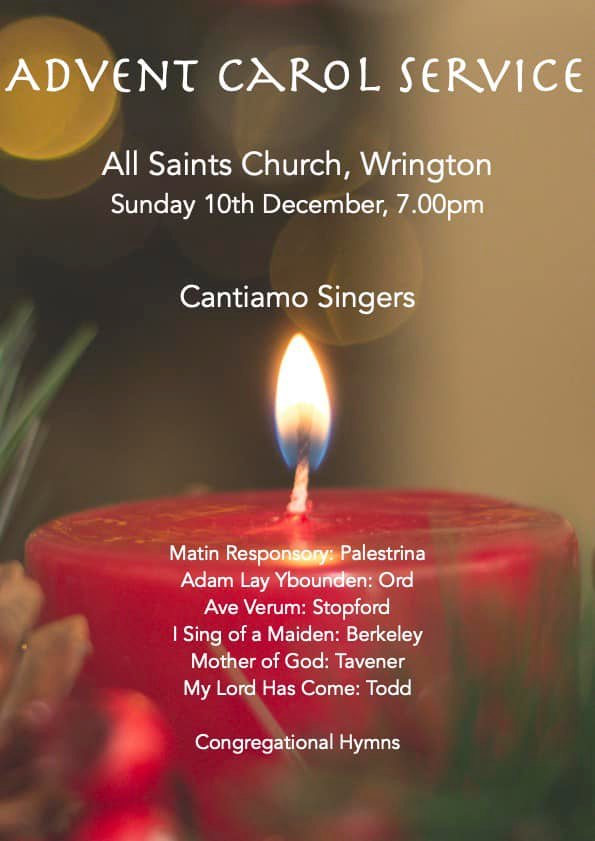 ADVENT CAROL SERVICE
All Saints Church, Wrington
Sunday 10th December, 7.00pm
Cantiamo Singers
Matin Responsory: Palestrina
Adam Lay Ybounden: Ord
Ave Verum: Stopford
I Sing of a Maiden: Berkeley
Mother of God: Tavener
My Lord Has Come: Todd
Congregational Hymns